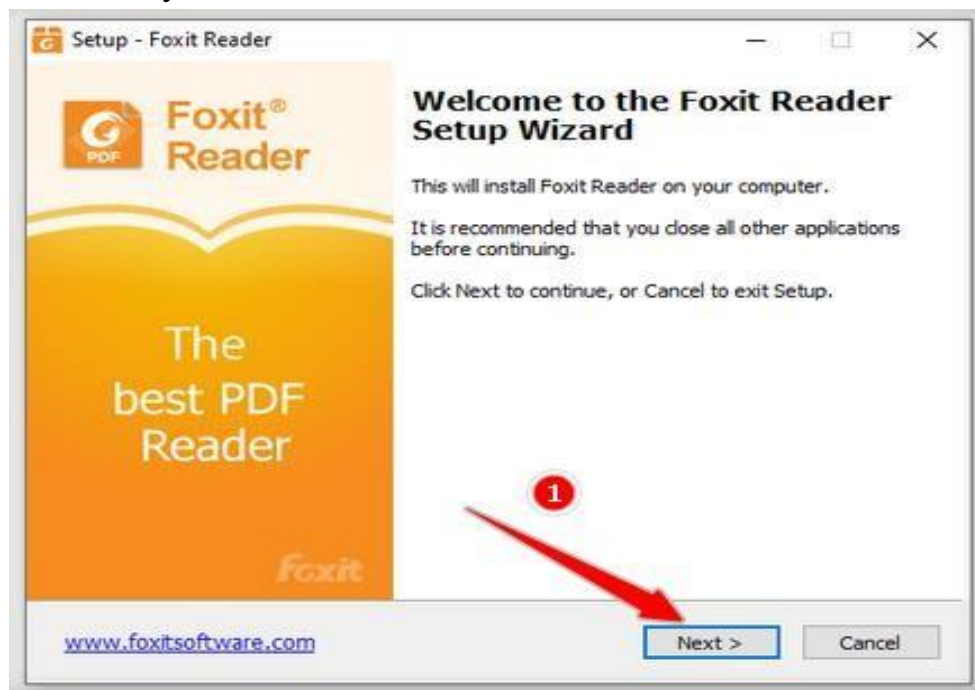 Setup - Foxit Reader
Foxit®
Reader
PDF
Welcome to the Foxit Reader
Setup Wizard
This will install Foxit Reader on your computer.
It is recommended that you close all other applications
before continuing.
Click Next to continue, or Cancel to exit Setup.
The
best PDF
Reader
1
foxit
www.foxitsoftware.com
Next >
Cancel